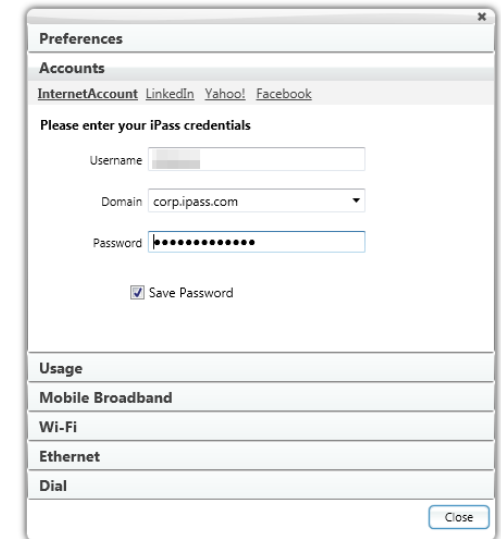 Preferences
Accounts
InternetAccount LinkedIn Yahoo! Facebook
Please enter your iPass credentials
Username
Domain corp.ipass.com
Password •••••••••••••
Save Password
Usage
Mobile Broadband
Wi-Fi
Ethernet
Dial
Close